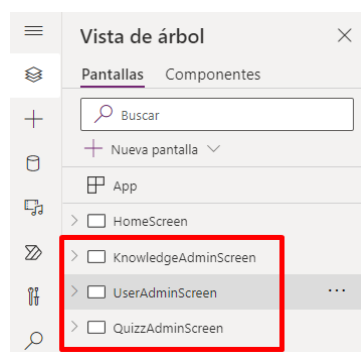 Vista de árbol
Pantallas Componentes
Buscar
Nueva pantalla
App
HomeScreen
KnowledgeAdminScreen
UserAdminScreen
QuizzAdminScreen